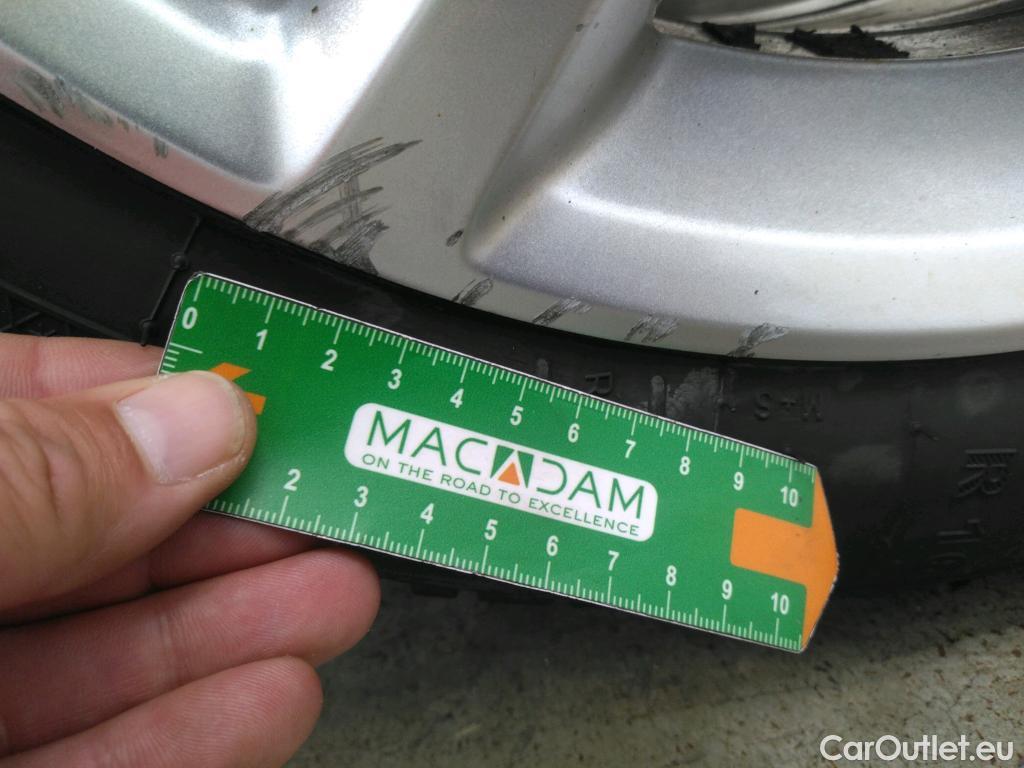 0 1 2 3 4 5 6 7 8 9 10
MACADAM
ON THE ROAD TO EXCELLENCE
2 3 4 5 6 7 8 9 10
R
M+S
R
CarOutlet.eu